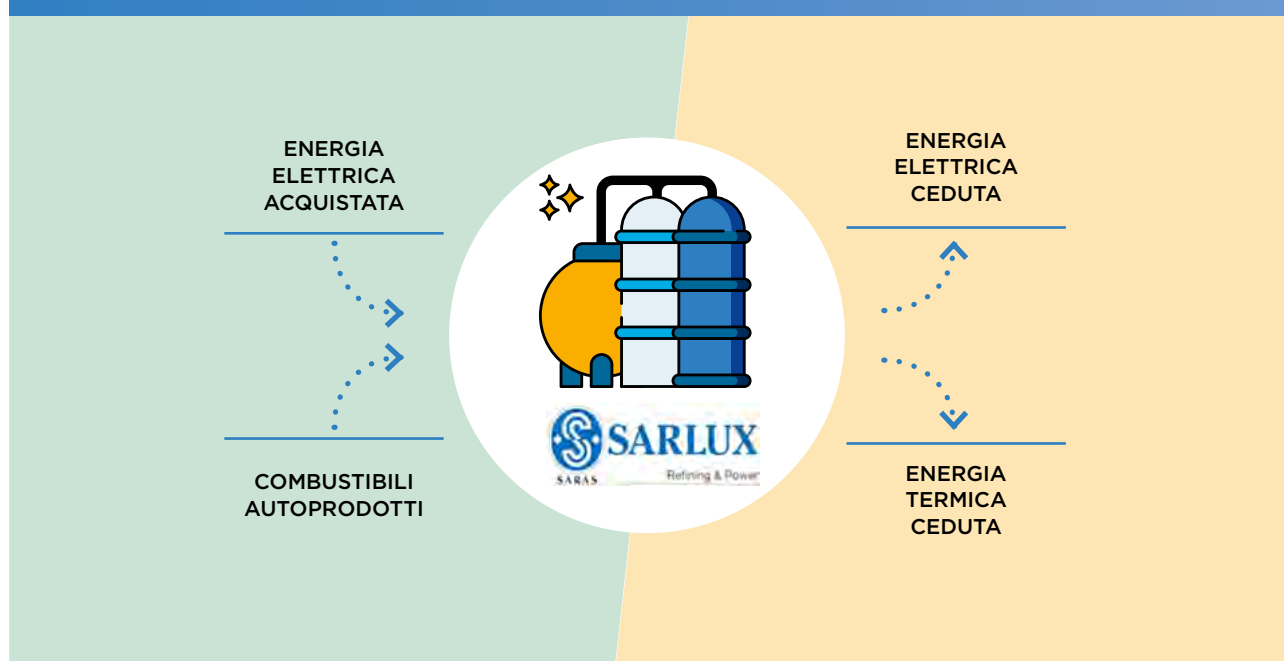 ENERGIA
ELETTRICA
ACQUISTATA
COMBUSTIBILI
AUTOPRODOTTI
SARLUX
SARAS
Refining & Power
ENERGIA
ELETTRICA
CEDUTA
ENERGIA
TERMICA
CEDUTA